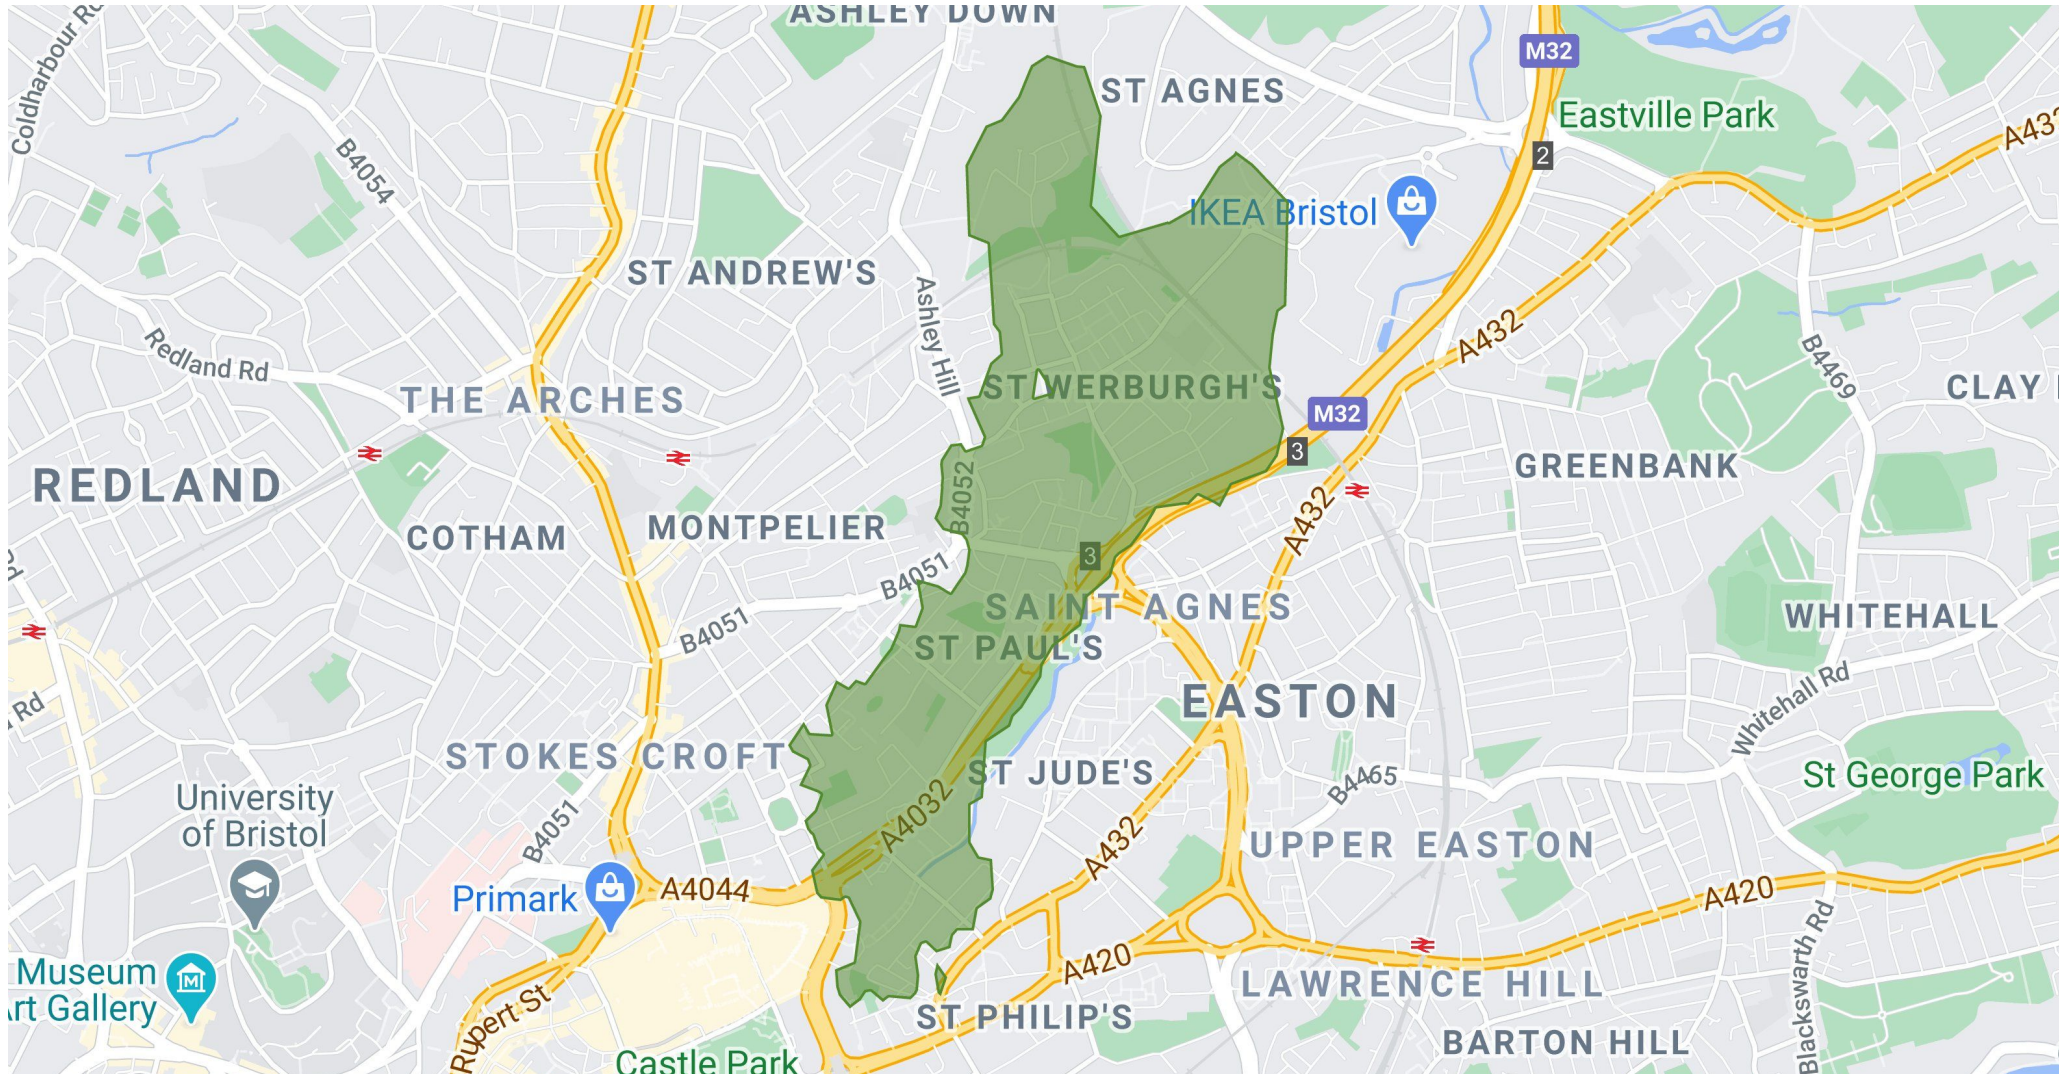 ASHLEY DOWN
Coldharbour Rd
M32
ST AGNES
Eastville Park
A432
2
B4054
IKEA Bristol
ST ANDREW'S
Ashley Hill
A432
Redland Rd
B4469
THE ARCHES
ST WERBURGH'S
CLAY
M32
3
REDLAND
GREENBANK
B4052
COTHAM
MONTPELIER
A432
3
B4051
SAINT AGNES
WHITEHALL
B4051
ST PAUL'S
Rd
Rd
EASTON
Whitehall Rd
STOKES CROFT
ST JUDE'S
B4465
St George Park
University
of Bristol
B4051
A4032
A432
UPPER EASTON
Primark
A4044
A420
Museum
Art Gallery
A420
LAWRENCE HILL
Blackswarth Rd
Rupert St
ST PHILIP'S
BARTON HILL
Castle Park